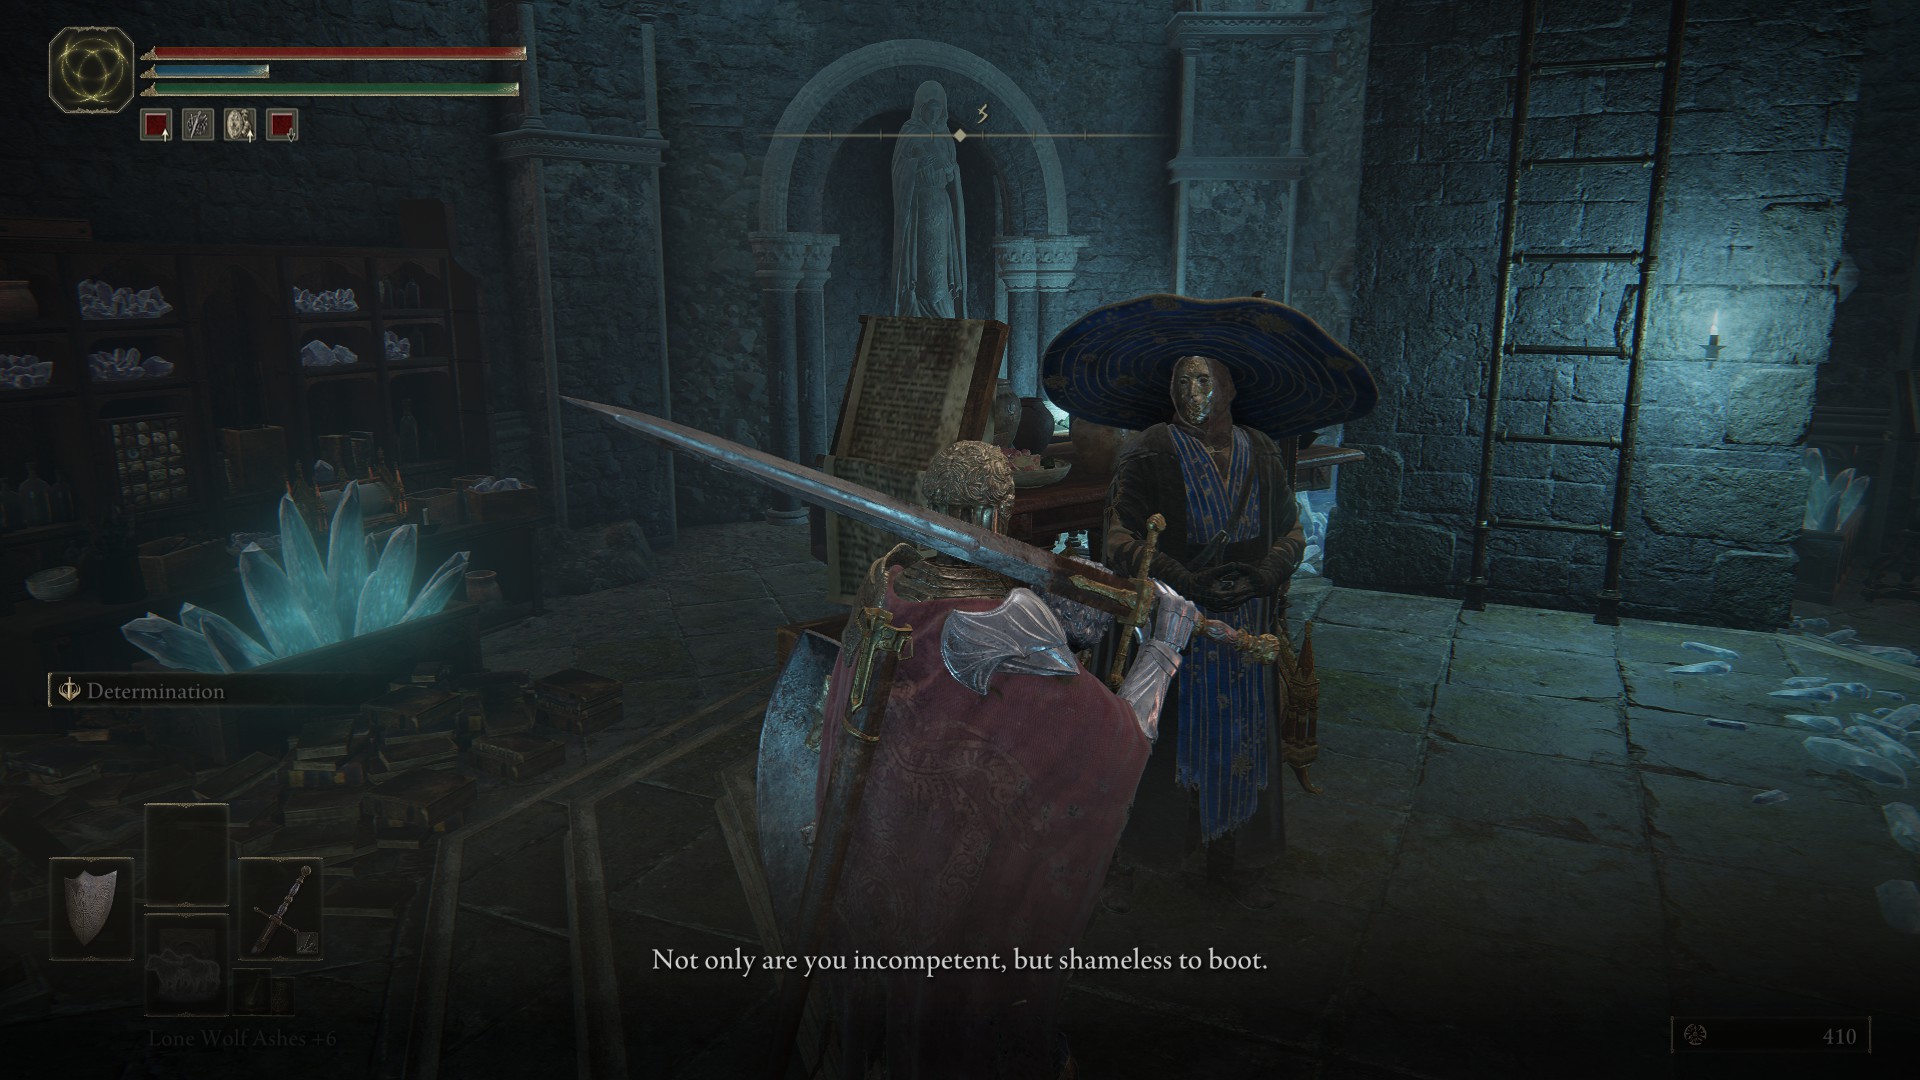 S
Determination
Not only are you incompetent, but shameless to boot.
Lone Wolf Ashes +6
410